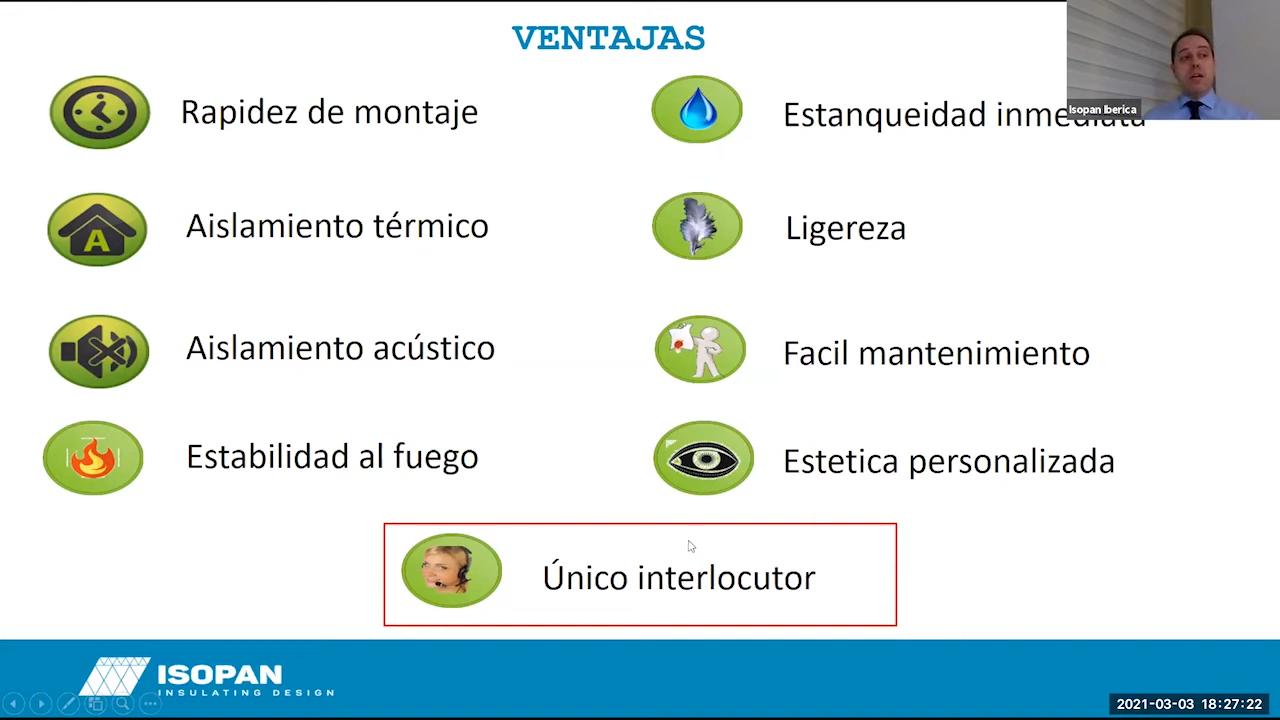 VENTAJAS
Isopan Iberica
Rapidez de montaje
Estanqueidad inmediata
Aislamiento térmico
Ligereza
Aislamiento acústico
Facil mantenimiento
Estabilidad al fuego
Estetica personalizada
Único interlocutor
ISOPAN
INSULATING DESIGN
2021-03-03 18:27:22
A